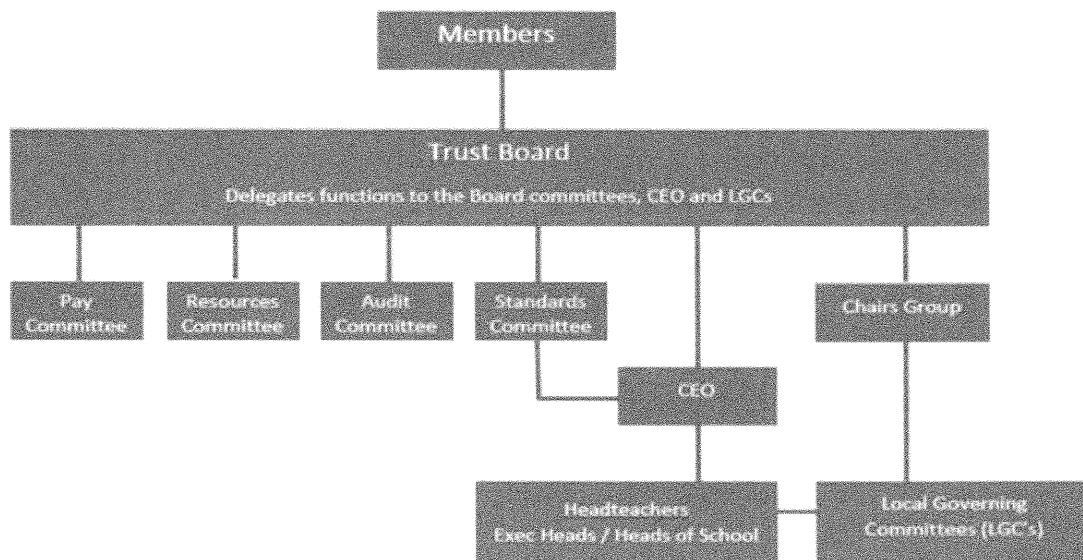 Members
Trust Board
Delegates functions to the Board committees, CEO and LGCs
Pay
Committee
Resources
Committee
Audit
Committee
Standards
Committee
Chairs Group
CEO
Headteachers
Exec Heads / Heads of School
Local Governing
Committees (LGC's)